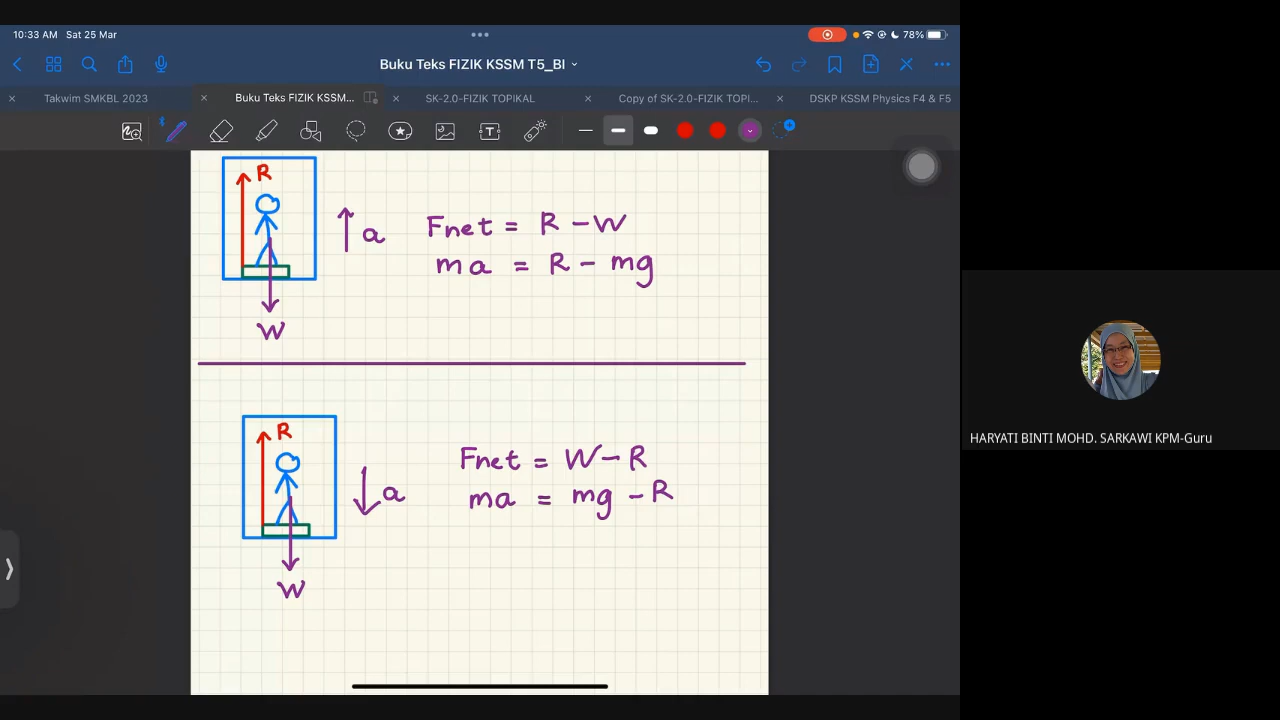 10:33 AM Sat 25 Mar
78%
Buku Teks FIZIK KSSM T5_BI
Takwim SMKBL 2023
Buku Teks FIZIK KSSM...
SK-2.0-FIZIK TOPIKAL
Copy of SK-2.0-FIZIK TOPI...
DSKP KSSM Physics F4 & F5
R
a
Fnet = R - W
ma = R - mg
W
R
a
Fnet = W - R
ma = mg - R
W
HARYATI BINTI MOHD. SARKAWI KPM-Guru